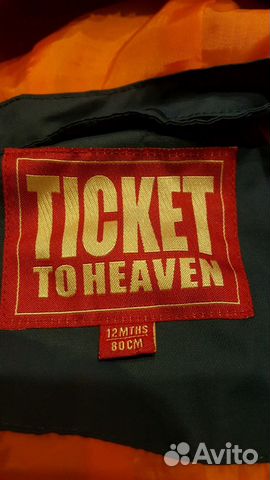 TICKET
TO HEAVEN
12 MTHS
80 CM
Avito